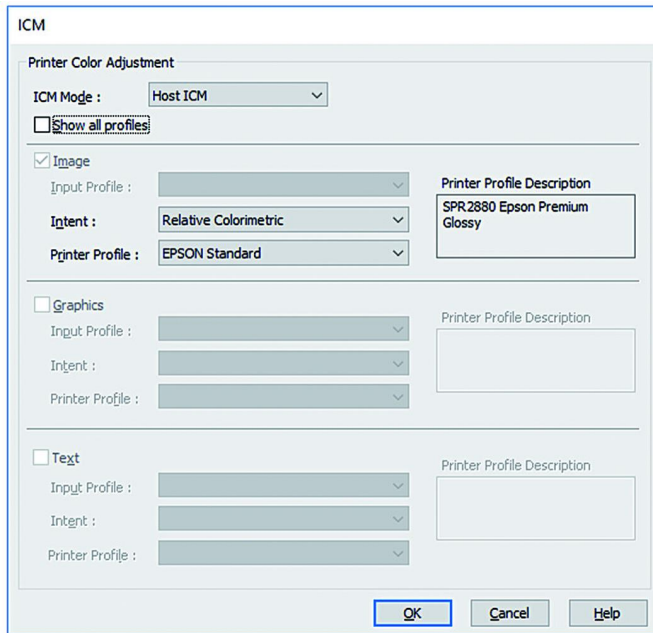 ICM
Printer Color Adjustment
ICM Mode : Host ICM
Show all profiles
Image
Input Profile :
Printer Profile Description
Intent : Relative Colorimetric
SPR2880 Epson Premium
Glossy
Printer Profile : EPSON Standard
Graphics
Input Profile :
Printer Profile Description
Intent :
Printer Profile :
Text
Input Profile :
Printer Profile Description
Intent :
Printer Profile :
OK Cancel Help